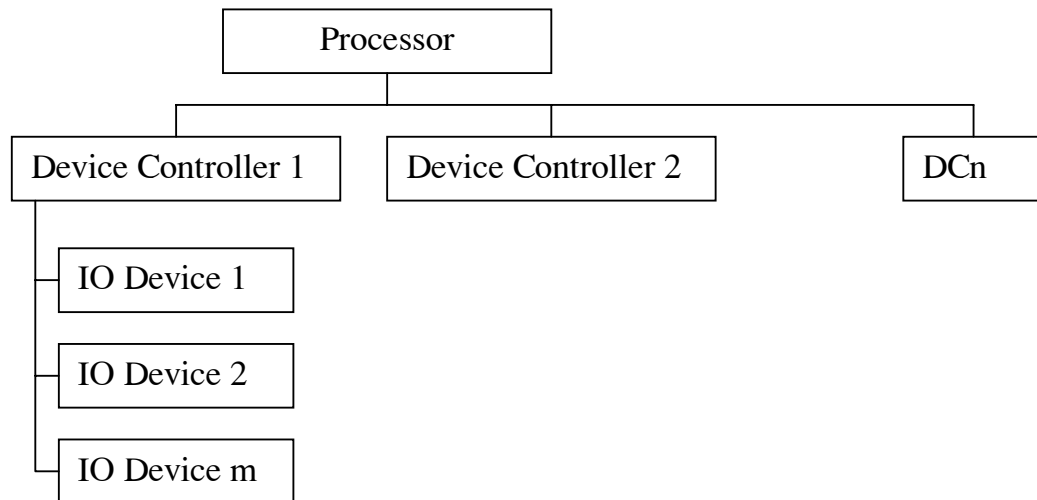 Processor
Device Controller 1
Device Controller 2
DCn
IO Device 1
IO Device 2
IO Device m